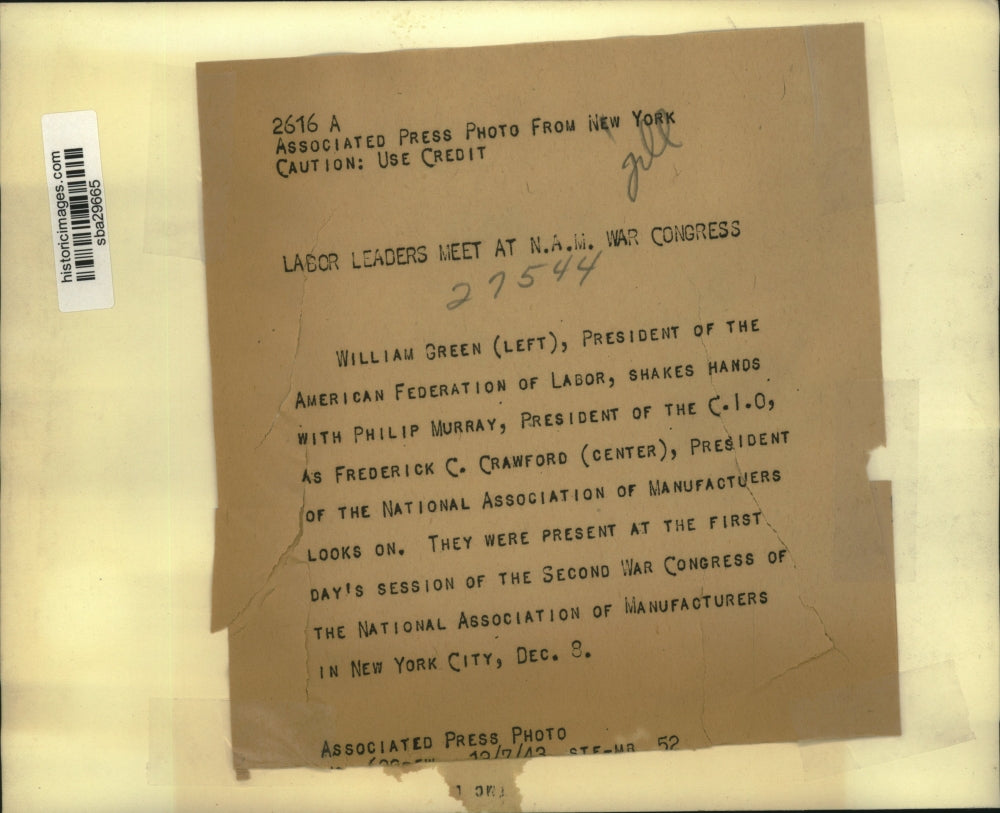 historicimages.com
sba29665
2616 A
ASSOCIATED PRESS PHOTO FROM NEW YORK
CAUTION: USE CREDIT
LABOR LEADERS MEET AT N.A.M. WAR CONGRESS
27544
WILLIAM GREEN (LEFT), PRESIDENT OF THE
AMERICAN FEDERATION OF LABOR, SHAKES HANDS
WITH PHILIP MURRAY, PRESIDENT OF THE C.I.O,
AS FREDERICK C. CRAWFORD (CENTER), PRESIDENT
OF THE NATIONAL ASSOCIATION OF MANUFACTUERS
LOOKS ON. THEY WERE PRESENT AT THE FIRST
DAY'S SESSION OF THE SECOND WAR CONGRESS OF
THE NATIONAL ASSOCIATION OF MANUFACTURERS
IN NEW YORK CITY, DEC. 8.
ASSOCIATED PRESS PHOTO
52